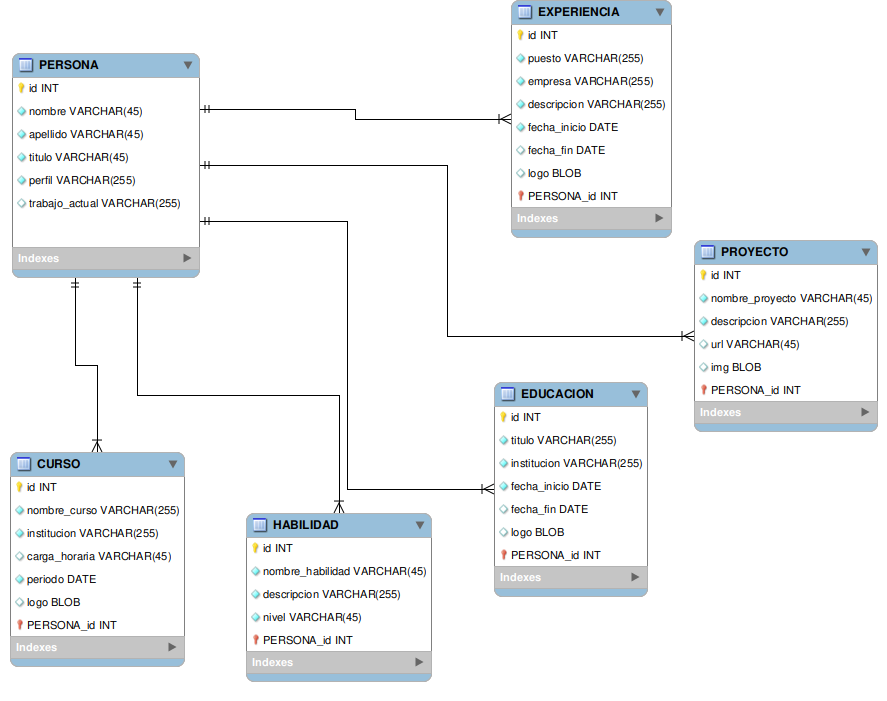 PERSONA
id INT
nombre VARCHAR(45)
apellido VARCHAR(45)
titulo VARCHAR(45)
perfil VARCHAR(255)
trabajo_actual VARCHAR(255)
Indexes
EXPERIENCIA
id INT
puesto VARCHAR(255)
empresa VARCHAR(255)
descripcion VARCHAR(255)
fecha_inicio DATE
fecha_fin DATE
logo BLOB
PERSONA_id INT
Indexes
PROYECTO
id INT
nombre_proyecto VARCHAR(45)
descripcion VARCHAR(255)
url VARCHAR(45)
img BLOB
PERSONA_id INT
Indexes
EDUCACION
id INT
titulo VARCHAR(255)
institucion VARCHAR(255)
fecha_inicio DATE
fecha_fin DATE
logo BLOB
PERSONA_id INT
Indexes
CURSO
id INT
nombre_curso VARCHAR(255)
institucion VARCHAR(255)
carga_horaria VARCHAR(45)
periodo DATE
logo BLOB
PERSONA_id INT
Indexes
HABILIDAD
id INT
nombre_habilidad VARCHAR(45)
descripcion VARCHAR(255)
nivel VARCHAR(45)
PERSONA_id INT
Indexes